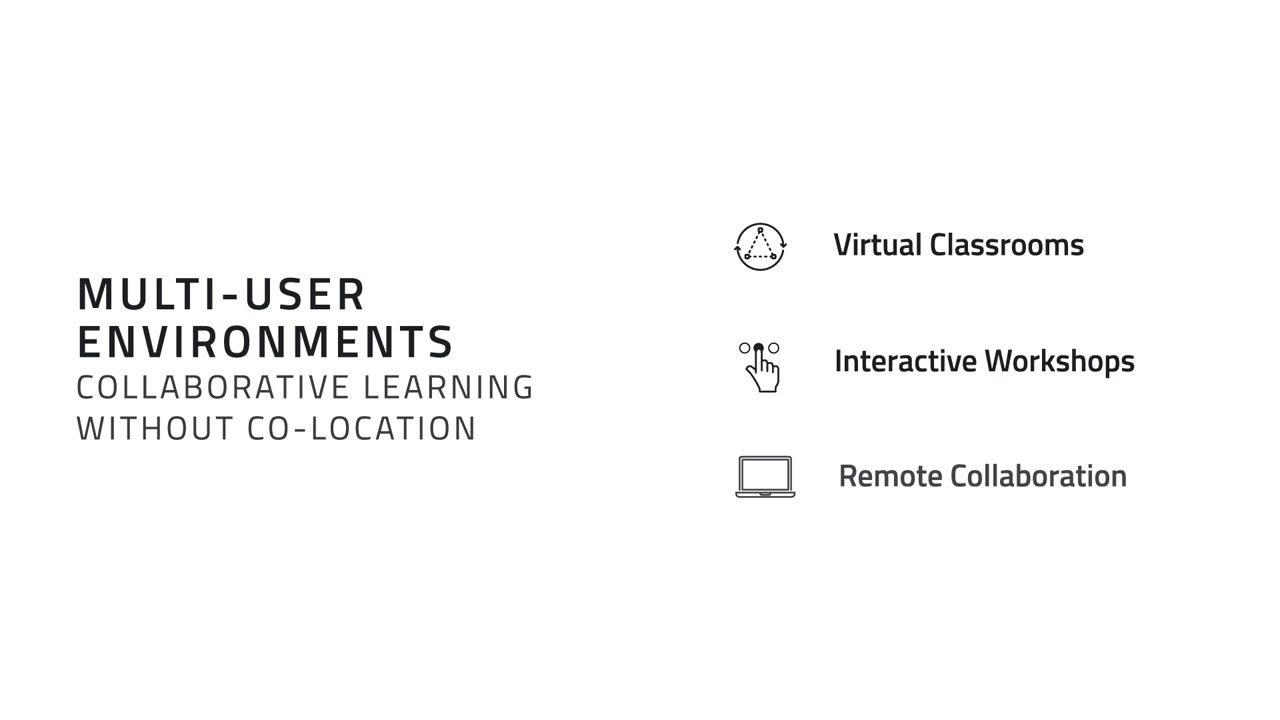 MULTI-USER
ENVIRONMENTS
COLLABORATIVE LEARNING
WITHOUT CO-LOCATION
Virtual Classrooms
Interactive Workshops
Remote Collaboration